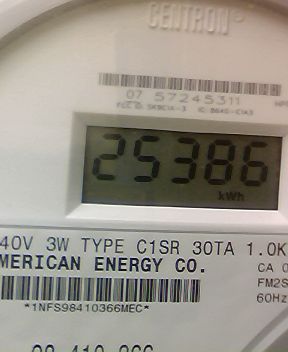 CENTRON®
07 57245311
25386
kWh
40V 3W TYPE C1SR 30TA 1.0K
MERICAN ENERGY CO.
CA 0
FM2S
60Hz
*1NFS98410366MEC*